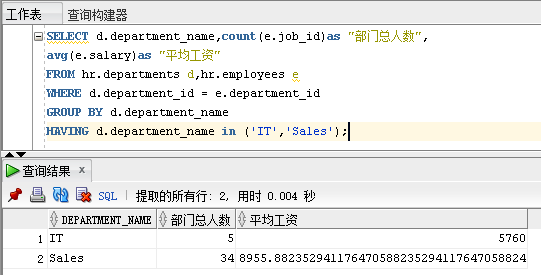 工作表 查询构建器
SELECT d.department_name,count(e.job_id)as "部门总人数",
avg(e.salary)as "平均工资"
FROM hr.departments d,hr.employees e
WHERE d.department_id = e.department_id
GROUP BY d.department_name
HAVING d.department_name in ('IT','Sales');
查询结果 x
SQL | 提取的所有行: 2, 用时 0.004 秒
DEPARTMENT_NAME 部门总人数 平均工资
1 IT 5 5760
2 Sales 34 8955.882352941176470588235294117647058824